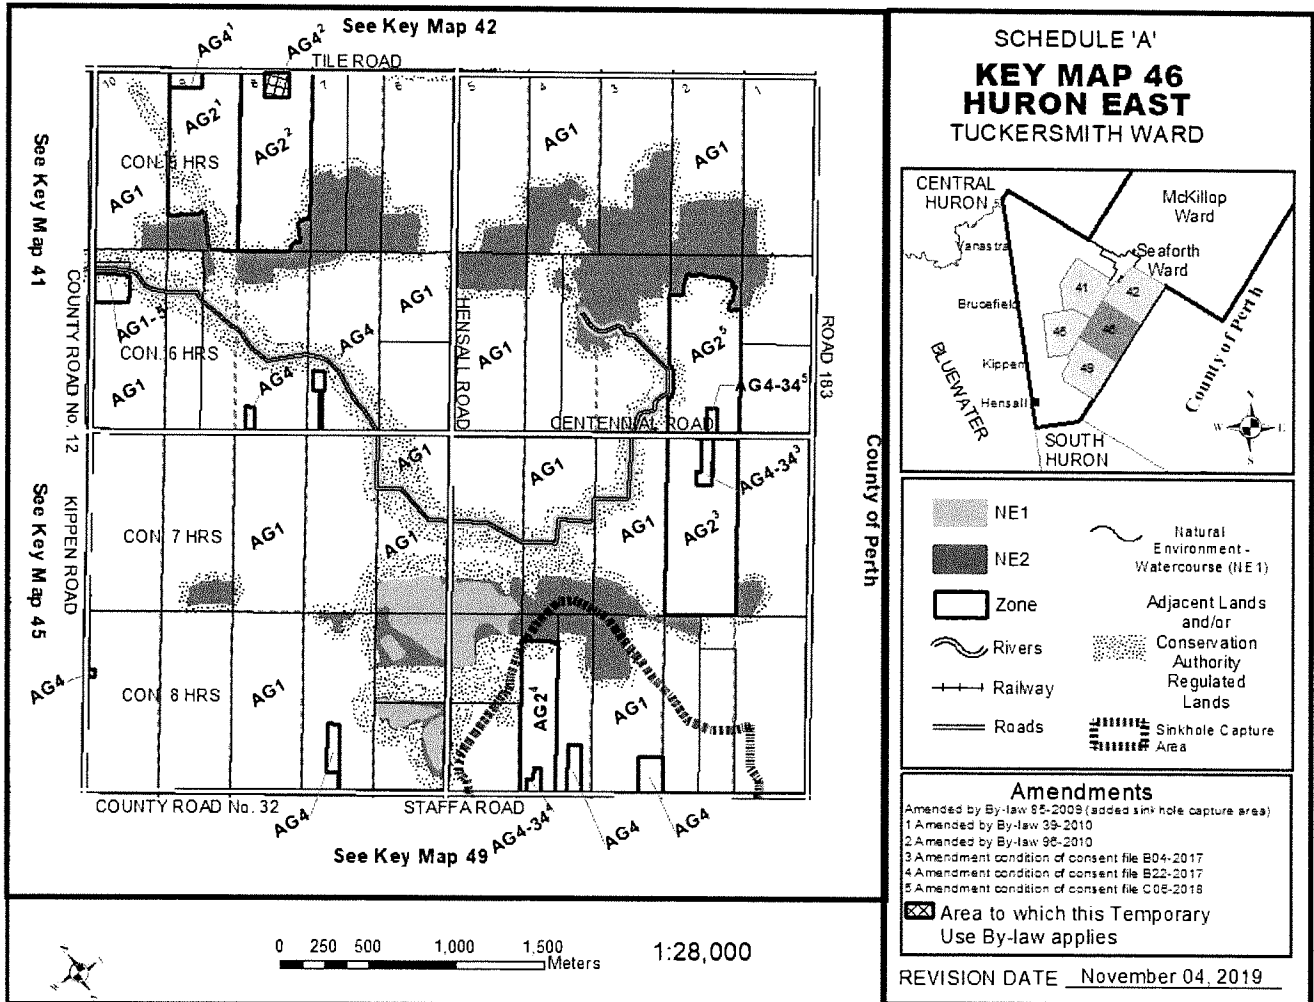 See Key Map 42
AG4¹
AG4²
TILE ROAD
10
9
8
7
6
5
4
3
2
1
AG2¹
AG2²
AG1
AG1
CON. 5 HRS
AG1
See Key Map 41
COUNTY ROAD No. 12
AG1-5
CON. 6 HRS
AG1
AG4
AG4
AG1
HENSALL ROAD
AG1
AG2⁵
AG4-34⁵
ROAD 183
CENTENNIAL ROAD
AG1
AG1
AG4-34³
County of Perth
See Key Map 45
KIPPEN ROAD
CON. 7 HRS
AG1
AG1
AG1
AG2³
AG4
CON. 8 HRS
AG1
AG2⁴
AG1
COUNTY ROAD No. 32
STAFFA ROAD
AG4
AG4-34⁴
AG4
AG4
See Key Map 49
0 250 500 1,000 1,500
Meters
1:28,000
SCHEDULE 'A'
KEY MAP 46
HURON EAST
TUCKERSMITH WARD
CENTRAL
HURON
McKillop
Ward
Vanastra
Seaforth
Ward
41
42
Brucefield
45
46
Kippen
49
Hensall
BLUEWATER
County of Perth
SOUTH
HURON
N
W
E
S
NE1
NE2
Zone
Rivers
Railway
Roads
Natural
Environment -
Watercourse (NE1)
Adjacent Lands
and/or
Conservation
Authority
Regulated
Lands
Sinkhole Capture
Area
Amendments
Amended by By-law 85-2009 (added sink hole capture area)
1 Amended by By-law 39-2010
2 Amended by By-law 96-2010
3 Amendment condition of consent file B04-2017
4 Amendment condition of consent file B22-2017
5 Amendment condition of consent file C06-2018
Area to which this Temporary
Use By-law applies
REVISION DATE November 04, 2019